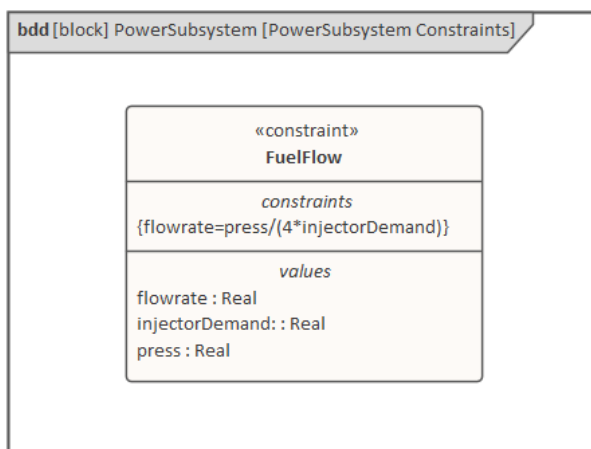 bdd [block] PowerSubsystem [PowerSubsystem Constraints]
«constraint»
FuelFlow
constraints
{flowrate=press/(4*injectorDemand)}
values
flowrate : Real
injectorDemand: : Real
press : Real